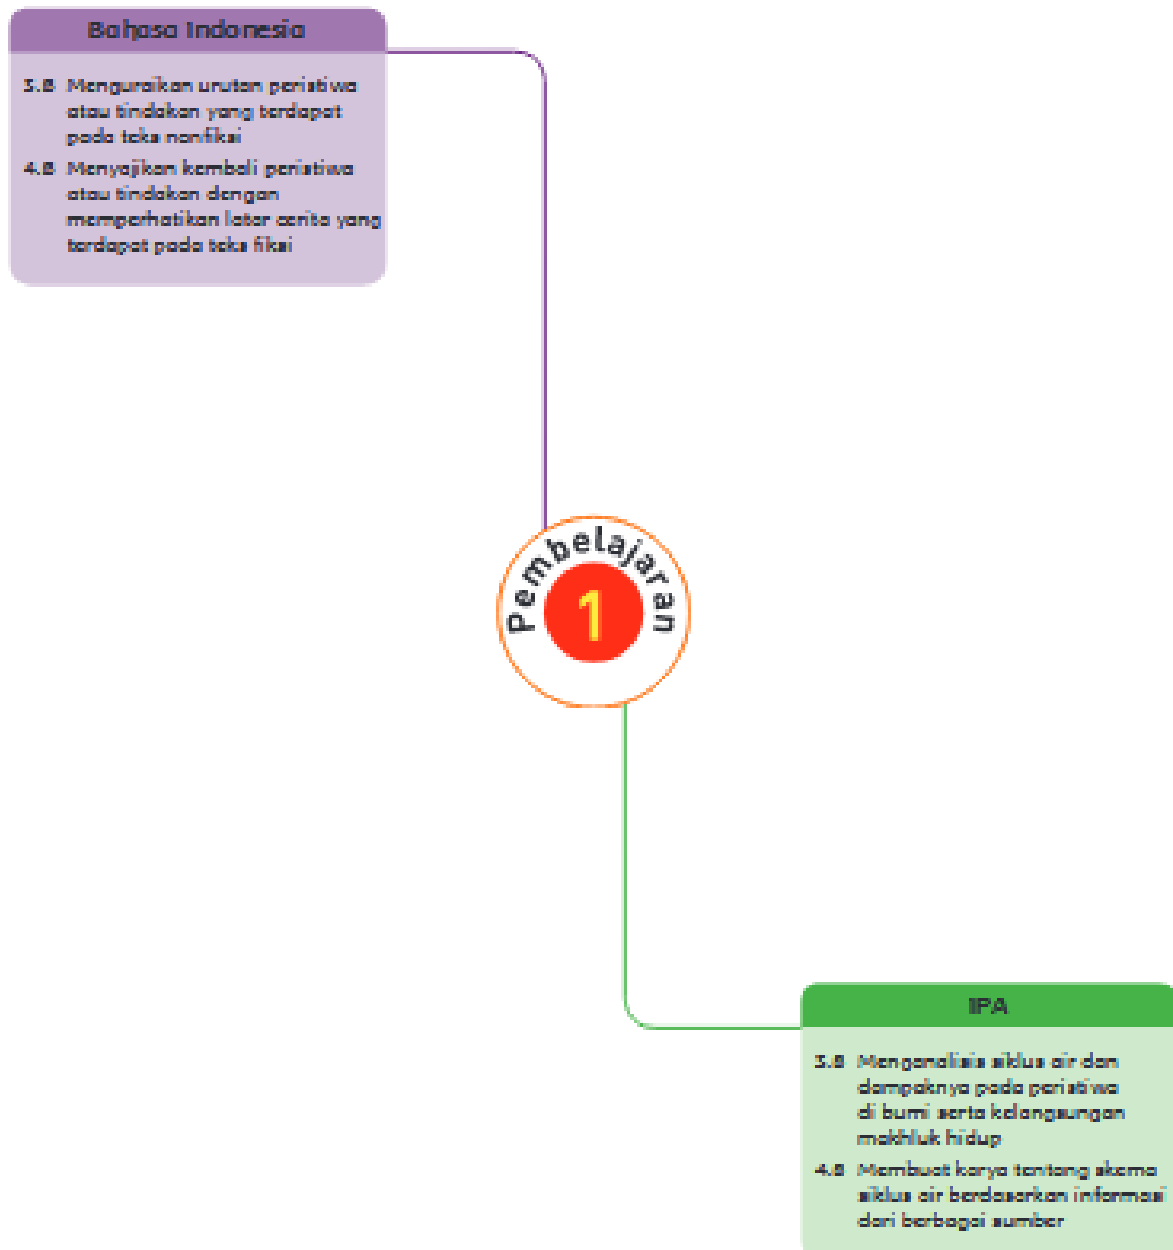 Bahasa Indonesia
3.8 Menguraikan urutan peristiwa
atau tindakan yang terdapat
pada teks nonfiksi
4.8 Menyajikan kembali peristiwa
atau tindakan dengan
memperhatikan latar cerita yang
terdapat pada teks fiksi
Pembelajaran
1
IPA
3.8 Menganalisis siklus air dan
dampaknya pada peristiwa
di bumi serta kelangsungan
makhluk hidup
4.8 Membuat karya tentang skema
siklus air berdasarkan informasi
dari berbagai sumber